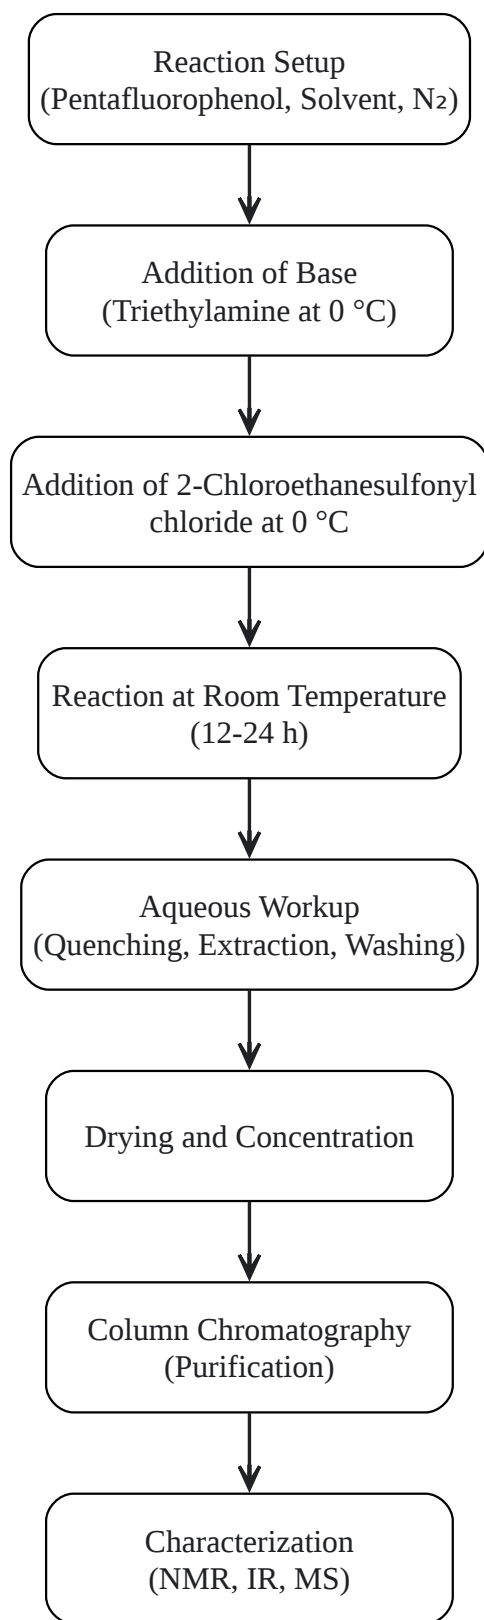 Reaction Setup
(Pentafluorophenol, Solvent, N₂)
Addition of Base
(Triethylamine at 0 °C)
Addition of 2-Chloroethanesulfonyl
chloride at 0 °C
Reaction at Room Temperature
(12-24 h)
Aqueous Workup
(Quenching, Extraction, Washing)
Drying and Concentration
Column Chromatography
(Purification)
Characterization
(NMR, IR, MS)